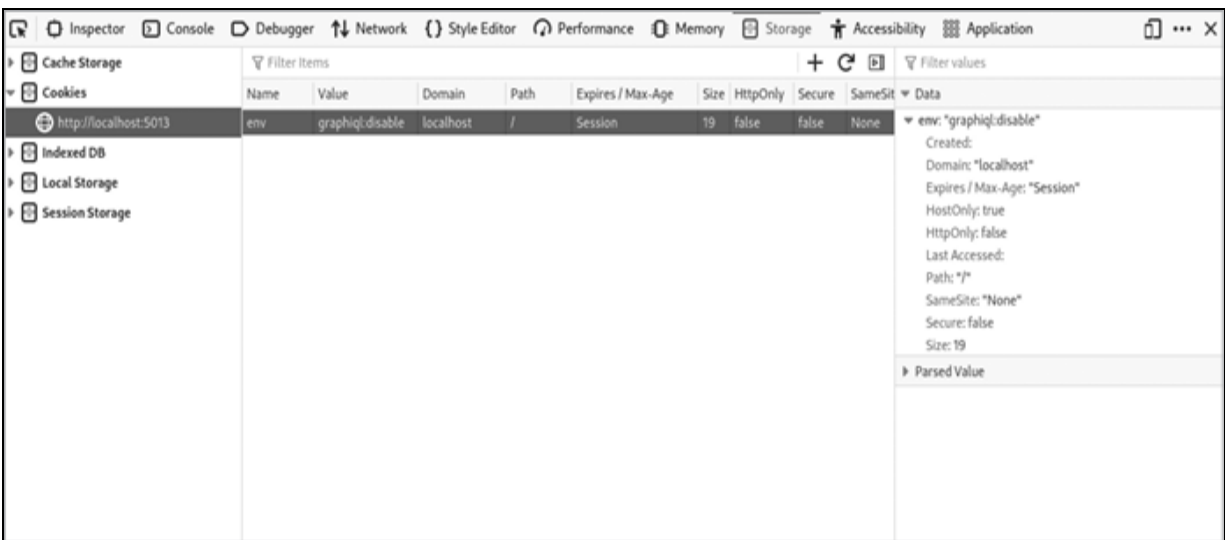 Inspector Console Debugger Network Style Editor Performance Memory Storage Accessibility Application
Cache Storage
Cookies
http://localhost:5013
Indexed DB
Local Storage
Session Storage
Filter Items
Name Value Domain Path Expires / Max-Age Size HttpOnly Secure SameSit
env graphiql:disable localhost / Session 19 false false None
Filter values
Data
env: "graphiql:disable"
Created:
Domain: "localhost"
Expires / Max-Age: "Session"
HostOnly: true
HttpOnly: false
Last Accessed:
Path: "/"
SameSite: "None"
Secure: false
Size: 19
Parsed Value